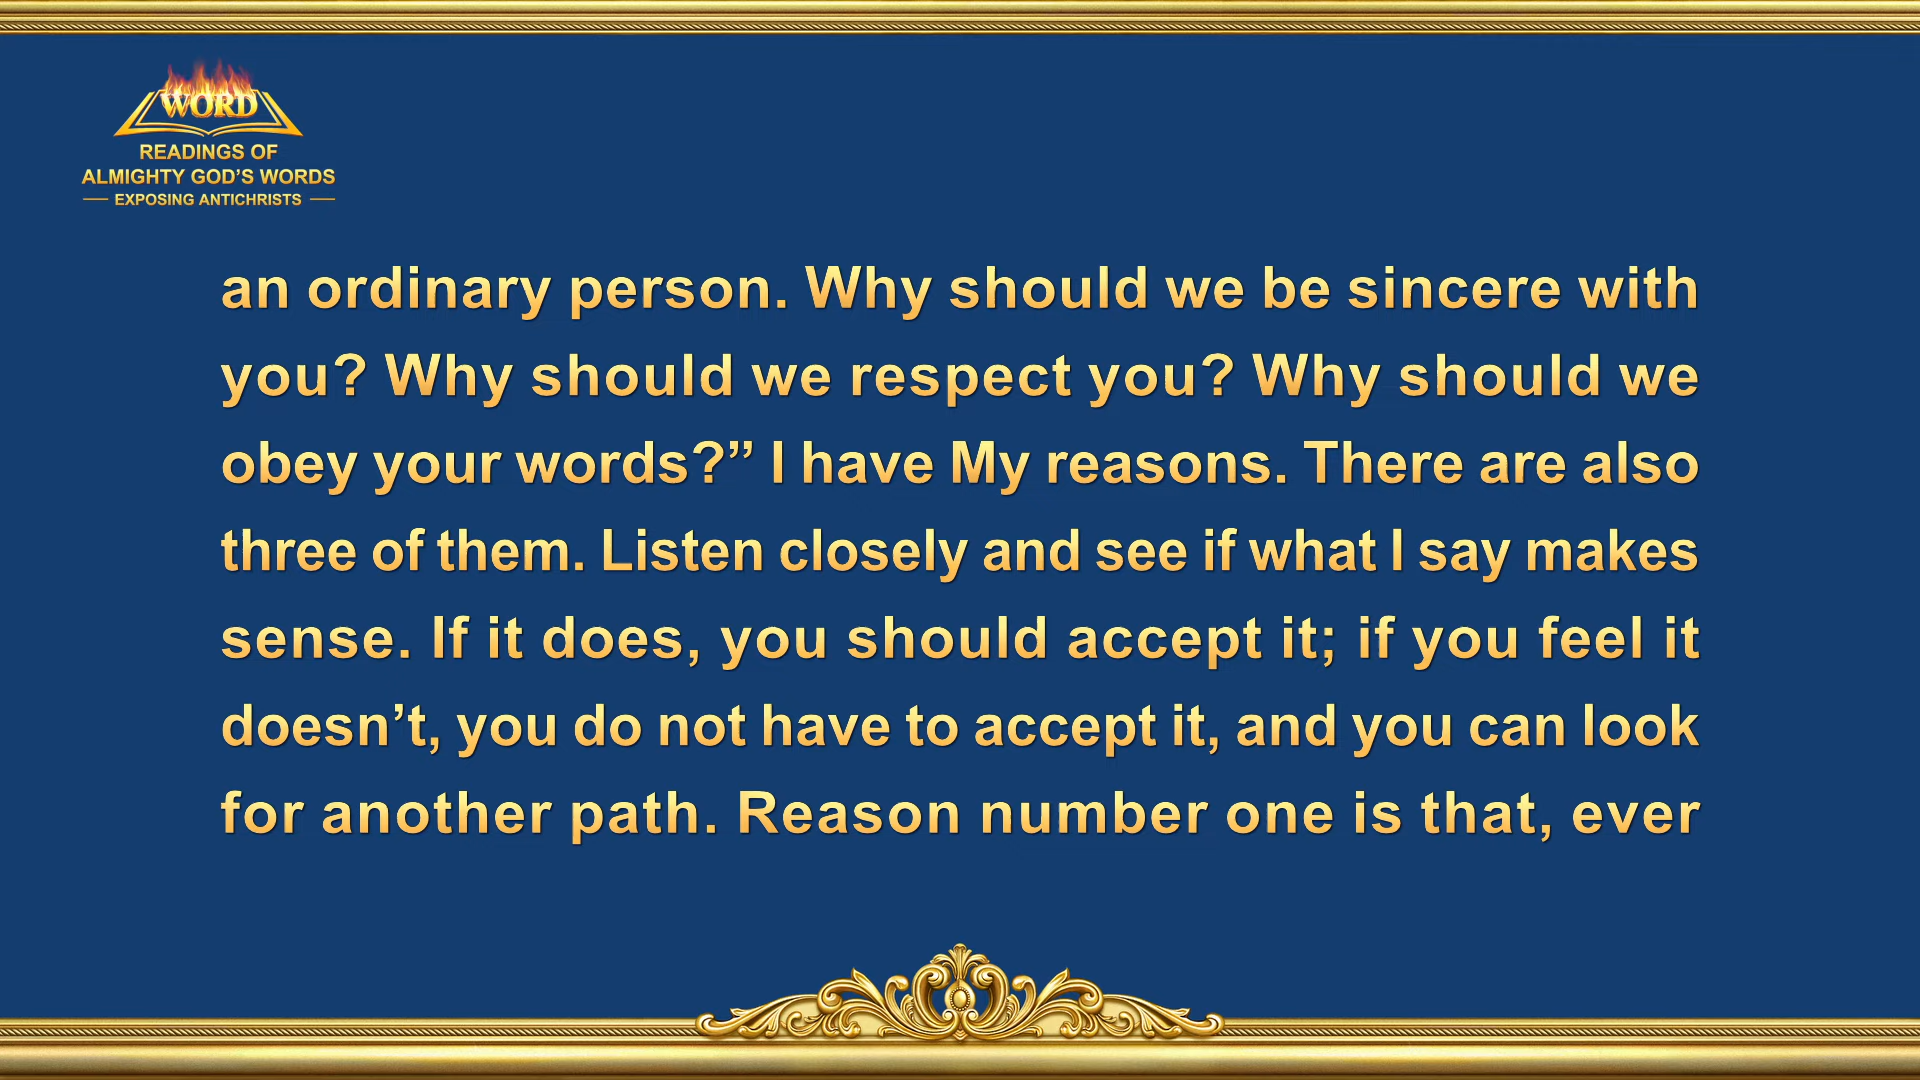 WORD
READINGS OF
ALMIGHTY GOD’S WORDS
EXPOSING ANTICHRISTS
an ordinary person. Why should we be sincere with
you? Why should we respect you? Why should we
obey your words?” I have My reasons. There are also
three of them. Listen closely and see if what I say makes
sense. If it does, you should accept it; if you feel it
doesn’t, you do not have to accept it, and you can look
for another path. Reason number one is that, ever